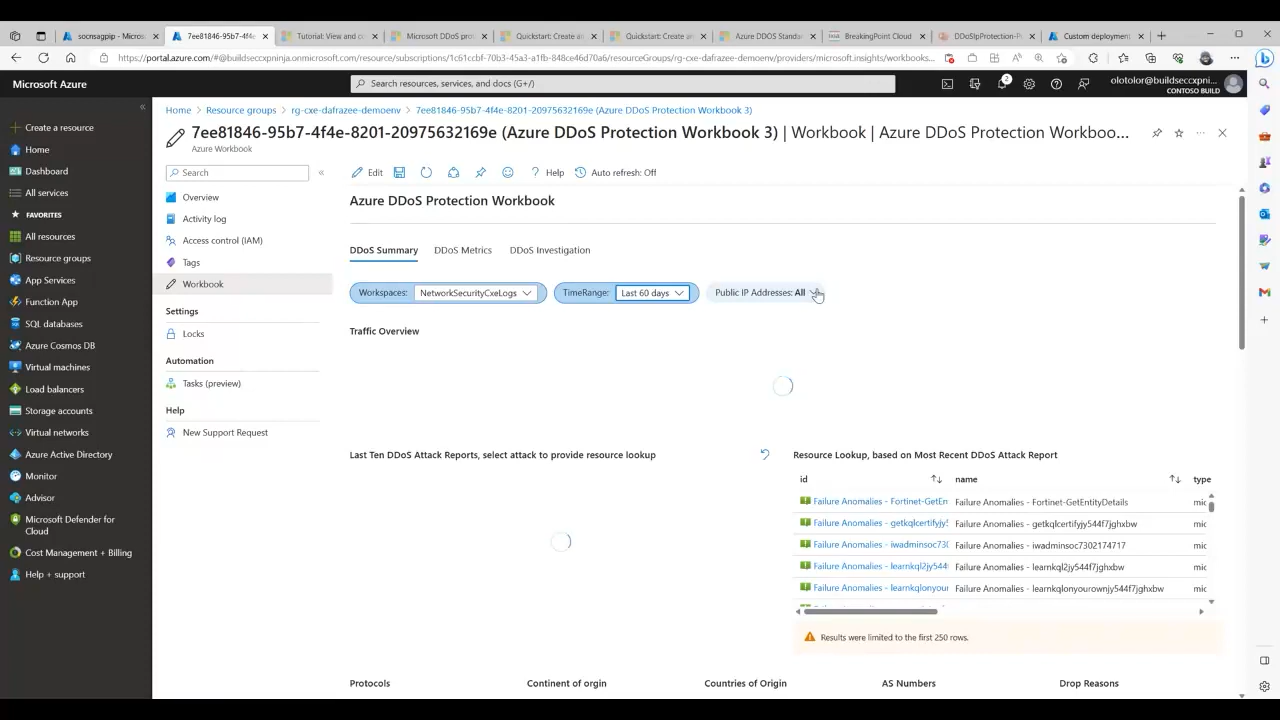 socnsagpip - Micros
7ee81846-95b7-4f4e-
Tutorial: View and co
Microsoft DDoS prot
Quickstart: Create an
Quickstart: Create an
Azure DDOS Standar
BreakingPoint Cloud
DDoSIpProtection-P
Custom deployment
https://portal.azure.com/#@buildseccxpninja.onmicrosoft.com/resource/subscriptions/1c61ccbf-70b3-45a3-a1fb-848ce46d70a6/resourceGroups/rg-cxe-dafrazee-demoenv/providers/microsoft.insights/workbooks...
Microsoft Azure
Search resources, services, and docs (G+/)
2
olotolor@buildseccxpni...
CONTOSO BUILD
Create a resource
Home
Dashboard
All services
FAVORITES
All resources
Resource groups
App Services
Function App
SQL databases
Azure Cosmos DB
Virtual machines
Load balancers
Storage accounts
Virtual networks
Azure Active Directory
Monitor
Advisor
Microsoft Defender for
Cloud
Cost Management + Billing
Help + support
Home > Resource groups > rg-cxe-dafrazee-demoenv > 7ee81846-95b7-4f4e-8201-20975632169e (Azure DDoS Protection Workbook 3)
7ee81846-95b7-4f4e-8201-20975632169e (Azure DDoS Protection Workbook 3) | Workbook | Azure DDoS Protection Workboo...
Azure Workbook
Search
Overview
Activity log
Access control (IAM)
Tags
Workbook
Settings
Locks
Automation
Tasks (preview)
Help
New Support Request
Edit
Help
Auto refresh: Off
Azure DDoS Protection Workbook
DDoS Summary
DDoS Metrics
DDoS Investigation
Workspaces: NetworkSecurityCxeLogs
TimeRange: Last 60 days
Public IP Addresses: All
Traffic Overview
Last Ten DDoS Attack Reports, select attack to provide resource lookup
Resource Lookup, based on Most Recent DDoS Attack Report
id name type
Failure Anomalies - Fortinet-GetEn Failure Anomalies - Fortinet-GetEntityDetails mic
Failure Anomalies - getkqlcertifyjy5 Failure Anomalies - getkqlcertifyjy544f7jghxbw mic
Failure Anomalies - iwadminsoc730 Failure Anomalies - iwadminsoc7302174717 mic
Failure Anomalies - learnkql2jy544f Failure Anomalies - learnkql2jy544f7jghxbw mic
Failure Anomalies - learnkqlonyour Failure Anomalies - learnkqlonyourownjy544f7jghxbw mic
Results were limited to the first 250 rows.
Protocols
Continent of orgin
Countries of Origin
AS Numbers
Drop Reasons